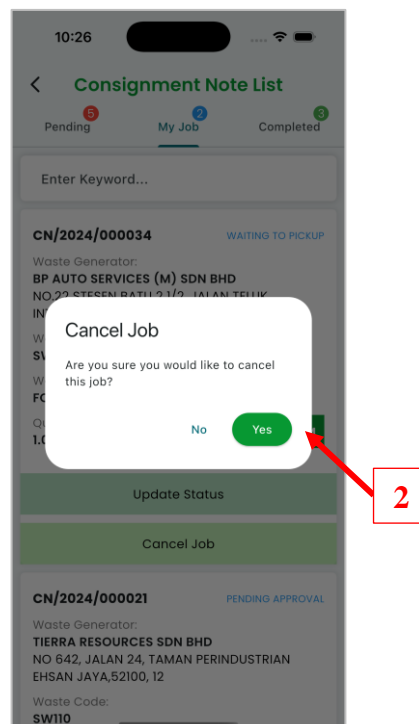 10:26
Consignment Note List
5
2
3
Pending
My Job
Completed
Enter Keyword...
CN/2024/000034
WAITING TO PICKUP
Waste Generator:
BP AUTO SERVICES (M) SDN BHD
NO.22 STESEN BATU 2 1/2, JALAN TELUK
Cancel Job
Are you sure you would like to cancel
this job?
No
Yes
2
Update Status
Cancel Job
CN/2024/000021
PENDING APPROVAL
Waste Generator:
TIERRA RESOURCES SDN BHD
NO 642, JALAN 24, TAMAN PERINDUSTRIAN
EHSAN JAYA,52100, 12
Waste Code:
SW110